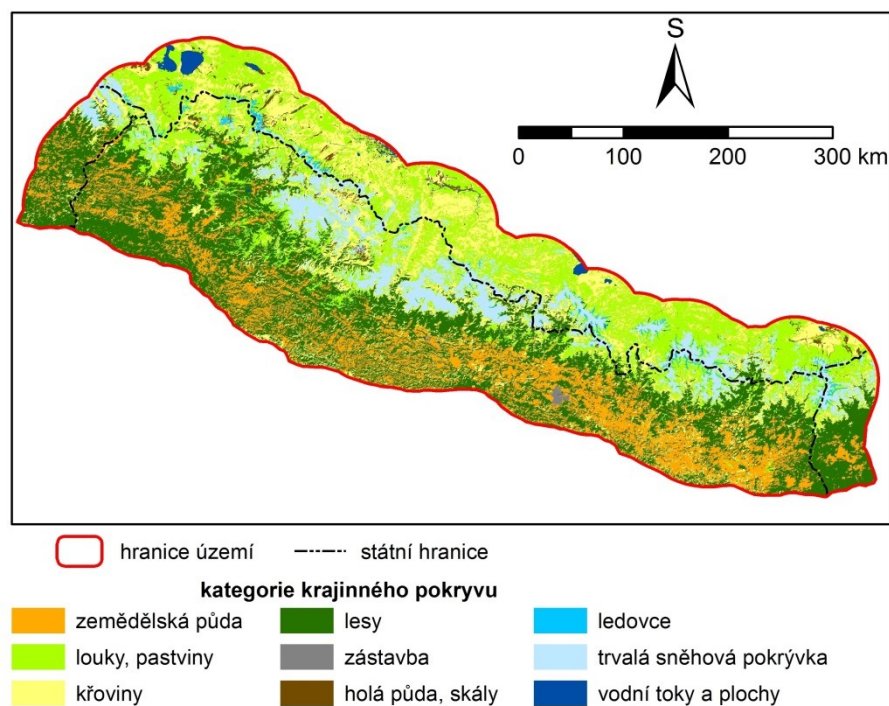 S
0 100 200 300 km
hranice území státní hranice
kategorie krajinného pokryvu
zemědělská půda lesy ledovce
louky, pastviny zástavba trvalá sněhová pokrývka
křoviny holá půda, skály vodní toky a plochy